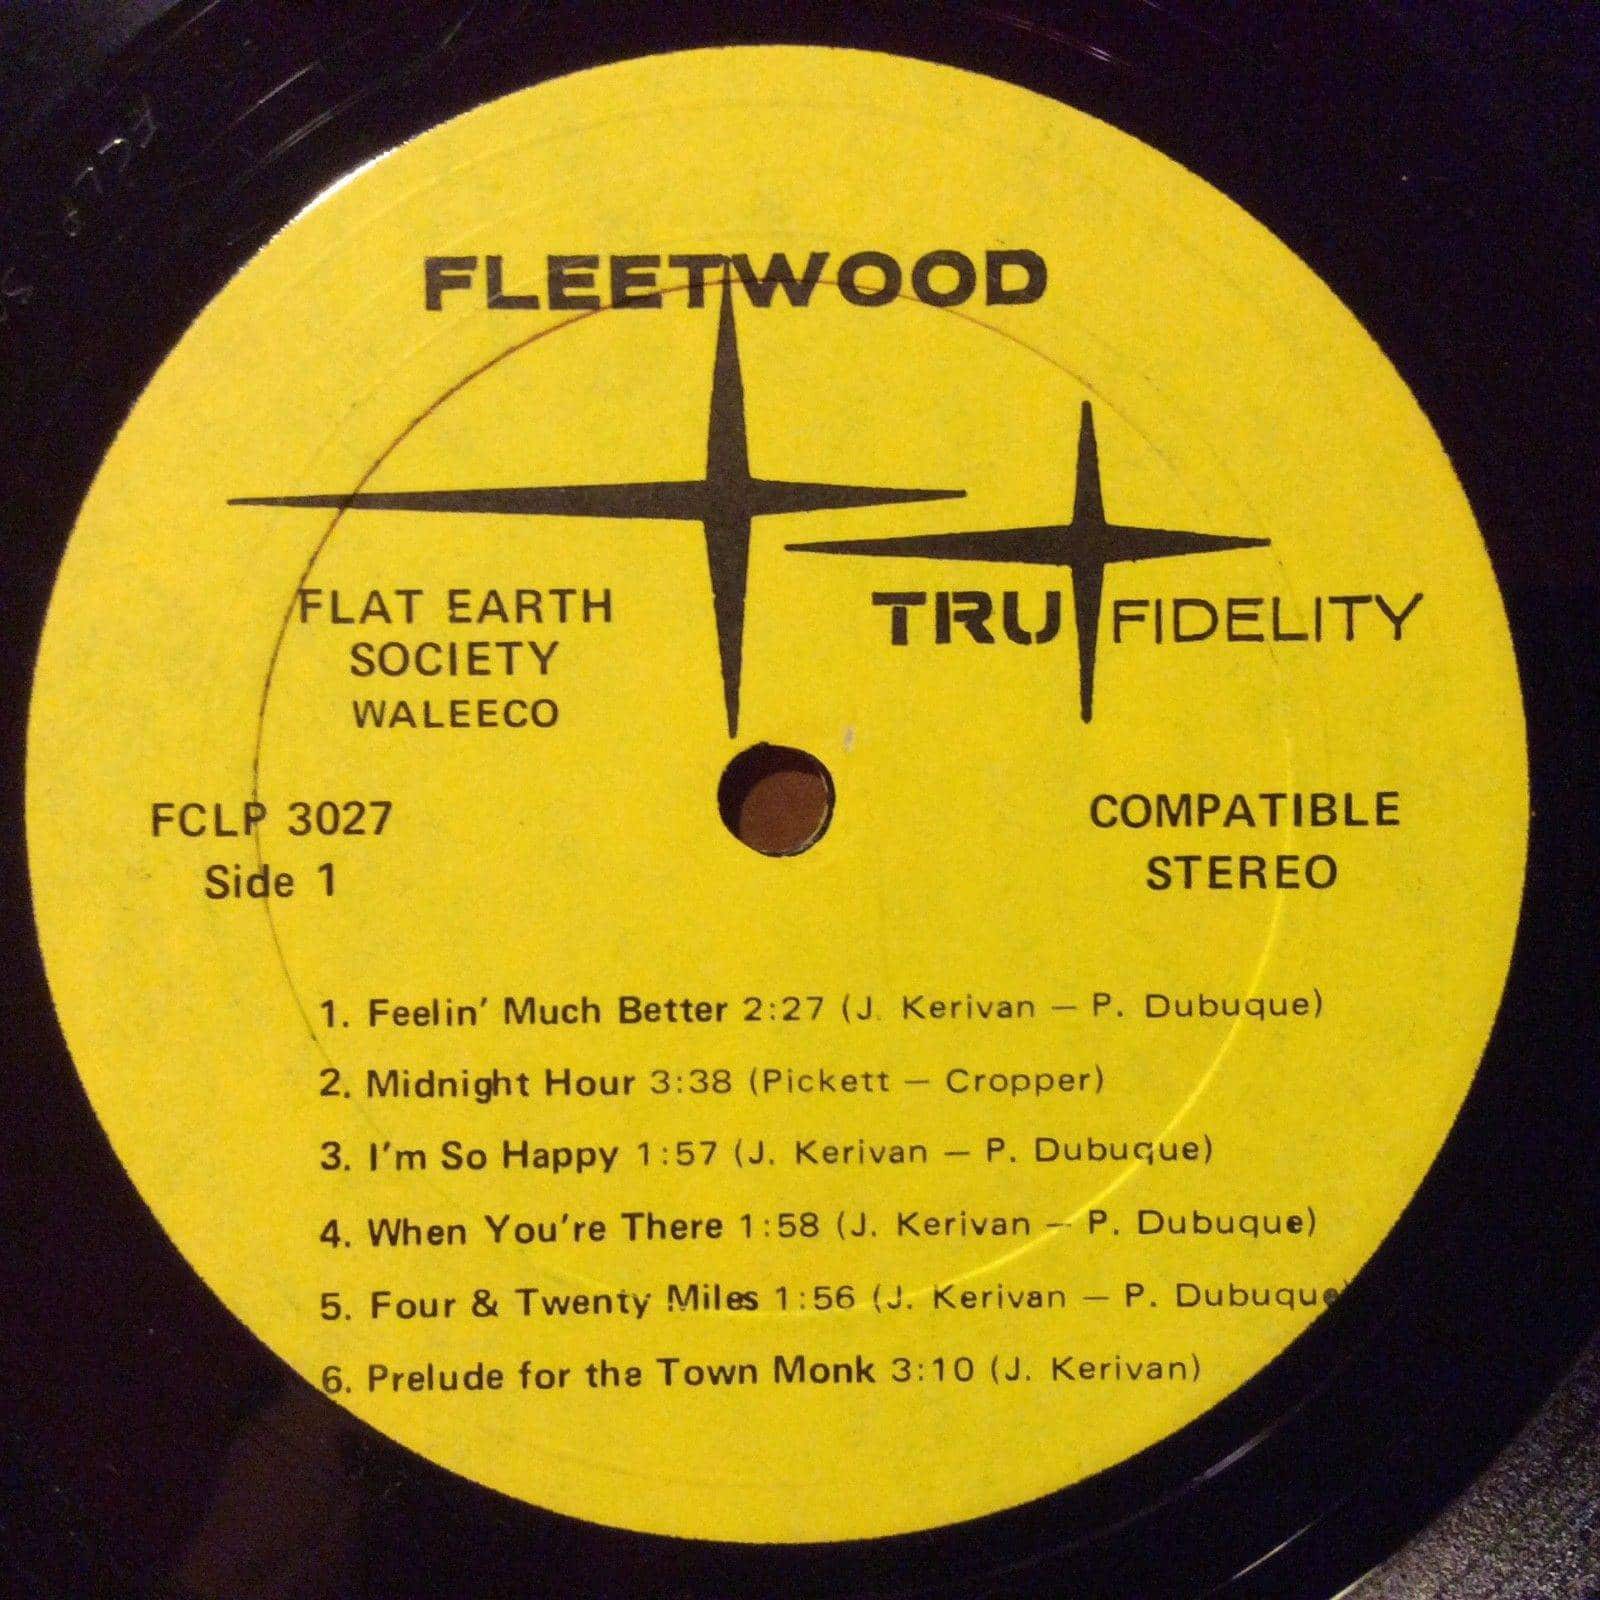 FLEETWOOD
TRU FIDELITY
FLAT EARTH
SOCIETY
WALEECO
FCLP 3027
Side 1
COMPATIBLE
STEREO
1. Feelin' Much Better 2:27 (J. Kerivan — P. Dubuque)
2. Midnight Hour 3:38 (Pickett — Cropper)
3. I'm So Happy 1:57 (J. Kerivan — P. Dubuque)
4. When You're There 1:58 (J. Kerivan — P. Dubuque)
5. Four & Twenty Miles 1:56 (J. Kerivan — P. Dubuque)
6. Prelude for the Town Monk 3:10 (J. Kerivan)